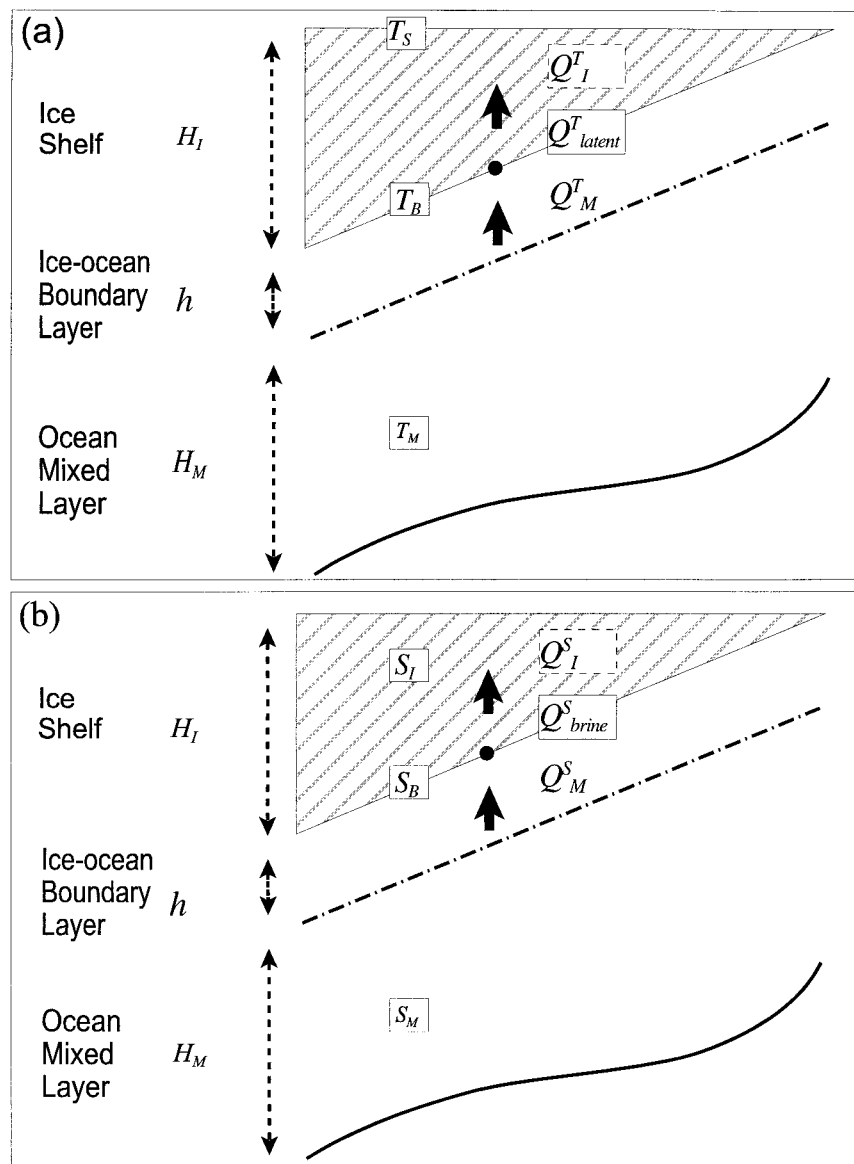 (a)
T_S
Q^T_I
Ice
Shelf
H_I
Q^T_latent
T_B
Q^T_M
Ice-ocean
Boundary
Layer
h
Ocean
Mixed
Layer
H_M
T_M
(b)
S_I
Q^S_I
Ice
Shelf
H_I
Q^S_brine
S_B
Q^S_M
Ice-ocean
Boundary
Layer
h
Ocean
Mixed
Layer
H_M
S_M